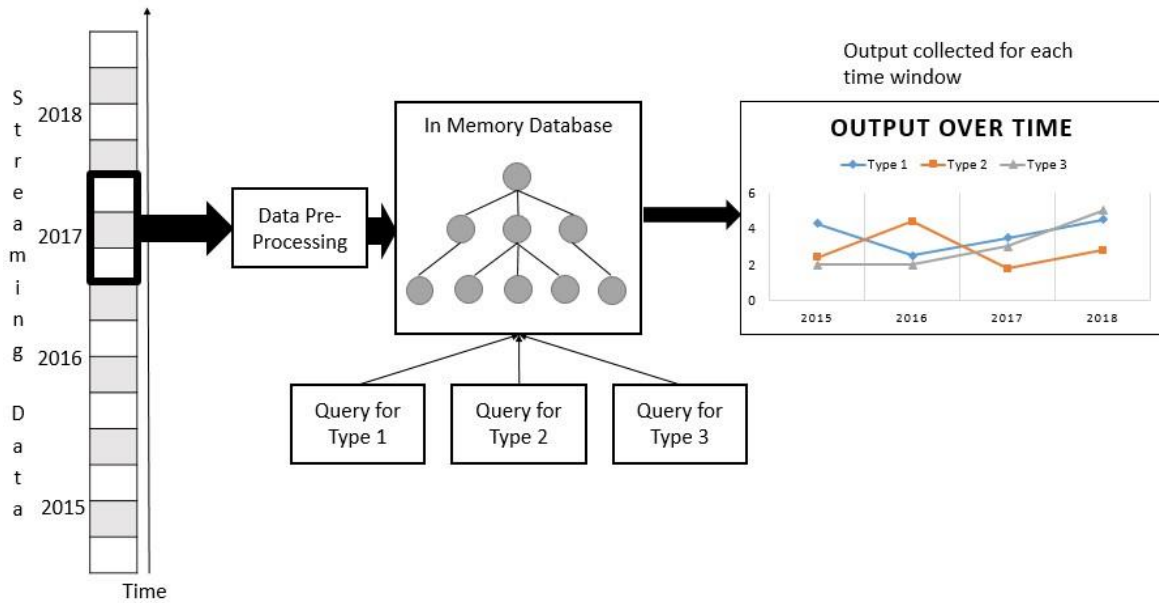 Streaming Data
2018
2017
2016
2015
Time
Data Pre-
Processing
In Memory Database
Query for
Type 1
Query for
Type 2
Query for
Type 3
Output collected for each
time window
OUTPUT OVER TIME
Type 1 Type 2 Type 3
6
4
2
0
2015 2016 2017 2018